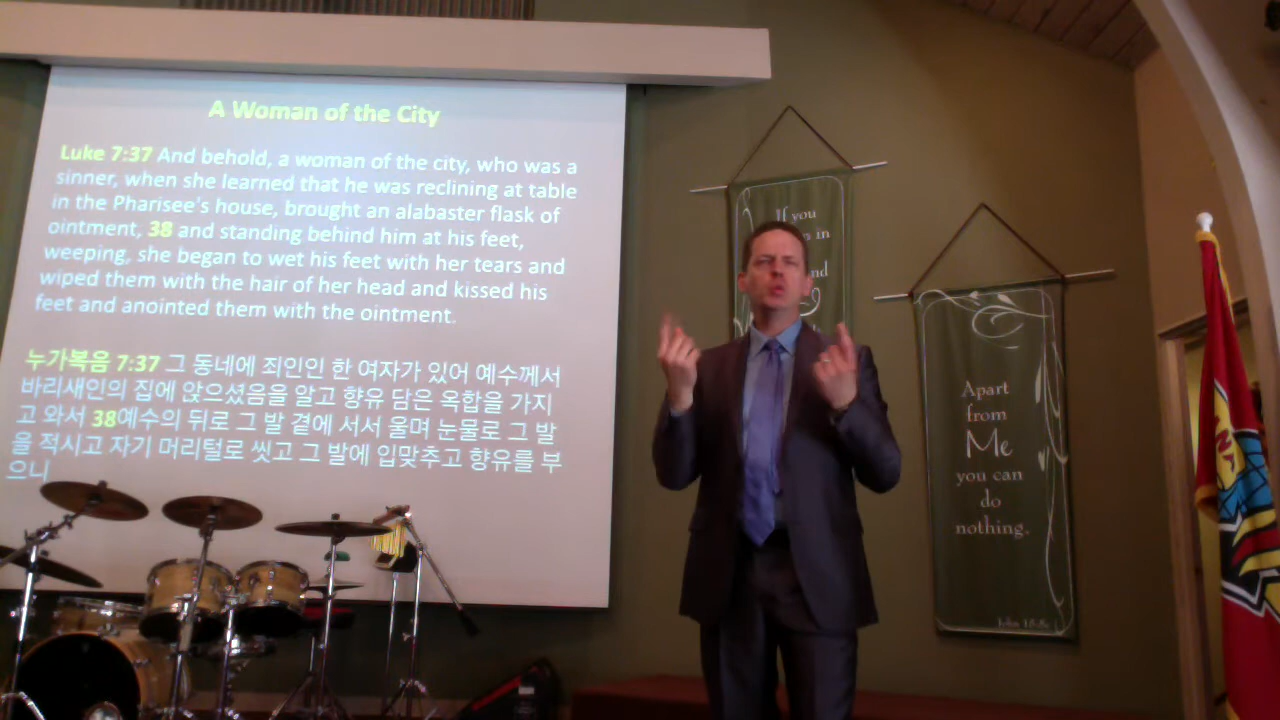 A Woman of the City
Luke 7:37 And behold, a woman of the city, who was a
sinner, when she learned that he was reclining at table
in the Pharisee's house, brought an alabaster flask of
ointment, 38 and standing behind him at his feet,
weeping, she began to wet his feet with her tears and
wiped them with the hair of her head and kissed his
feet and anointed them with the ointment.
누가복음 7:37 그 동네에 죄인인 한 여자가 있어 예수께서
바리새인의 집에 앉으셨음을 알고 향유 담은 옥합을 가지
고 와서 38예수의 뒤로 그 발 곁에 서서 울며 눈물로 그 발
을 적시고 자기 머리털로 씻고 그 발에 입맞추고 향유를 부
으니
If you
in
Apart
from
Me
you can
do
nothing.